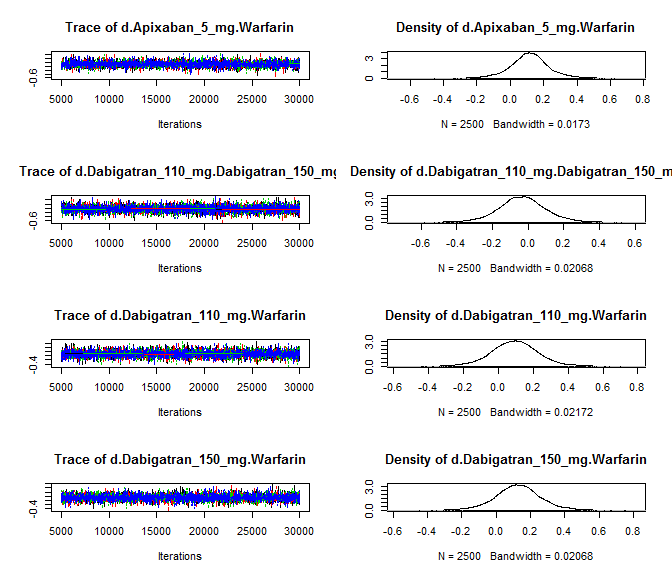 Trace of d.Apixaban_5_mg.Warfarin
-0.6
5000 10000 15000 20000 25000 30000
Iterations
Density of d.Apixaban_5_mg.Warfarin
0 3
-0.6 -0.4 -0.2 0.0 0.2 0.4 0.6 0.8
N = 2500 Bandwidth = 0.0173
Trace of d.Dabigatran_110_mg.Dabigatran_150_mg
-0.6
5000 10000 15000 20000 25000 30000
Iterations
Density of d.Dabigatran_110_mg.Dabigatran_150_m
0.0 3.0
-0.6 -0.4 -0.2 0.0 0.2 0.4 0.6
N = 2500 Bandwidth = 0.02068
Trace of d.Dabigatran_110_mg.Warfarin
-0.4
5000 10000 15000 20000 25000 30000
Iterations
Density of d.Dabigatran_110_mg.Warfarin
0.0 3.0
-0.6 -0.4 -0.2 0.0 0.2 0.4 0.6 0.8
N = 2500 Bandwidth = 0.02172
Trace of d.Dabigatran_150_mg.Warfarin
-0.4
5000 10000 15000 20000 25000 30000
Iterations
Density of d.Dabigatran_150_mg.Warfarin
0.0 3.0
-0.6 -0.4 -0.2 0.0 0.2 0.4 0.6 0.8
N = 2500 Bandwidth = 0.02068